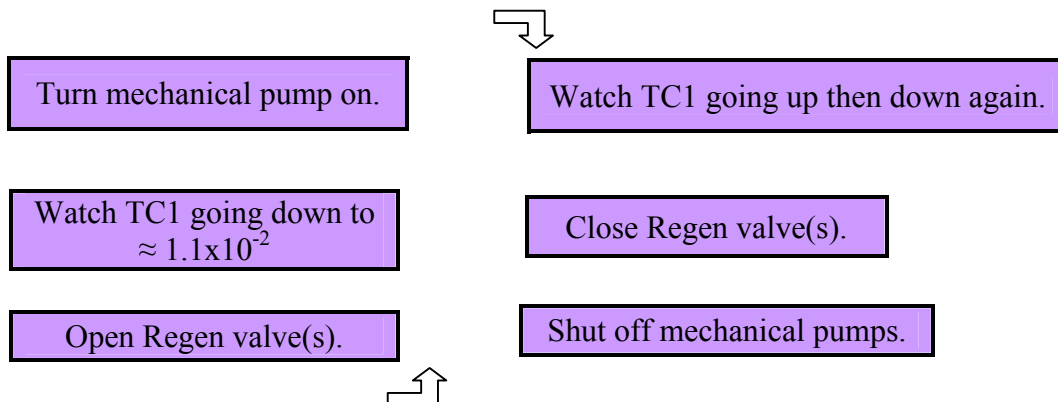 Turn mechanical pump on.
Watch TC1 going down to
≈ 1.1x10⁻²
Open Regen valve(s).
Watch TC1 going up then down again.
Close Regen valve(s).
Shut off mechanical pumps.